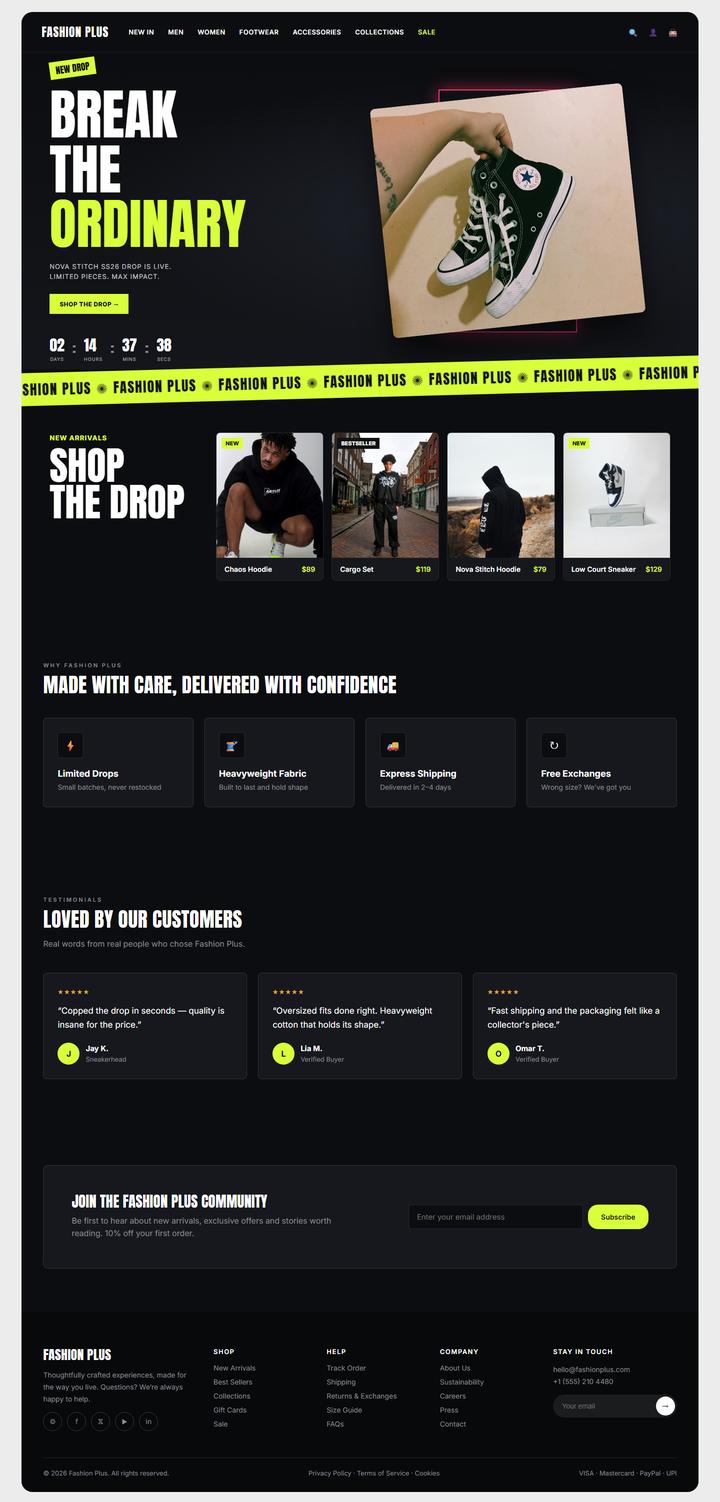 FASHION PLUS
NEW IN MEN WOMEN FOOTWEAR ACCESSORIES COLLECTIONS SALE
NEW DROP
BREAK
THE
ORDINARY
NOVA STITCH SS26 DROP IS LIVE.
LIMITED PIECES. MAX IMPACT.
SHOP THE DROP →
02 : 14 : 37 : 38
DAYS HOURS MINS SECS
SHION PLUS ✺ FASHION PLUS ✺ FASHION PLUS ✺ FASHION PLUS ✺ FASHION PLUS ✺ FASHION PLUS ✺ FASHION P
NEW ARRIVALS
SHOP
THE DROP
NEW
Chaos Hoodie $89
BESTSELLER
Cargo Set $119
Nova Stitch Hoodie $79
NEW
Low Court Sneaker $129
WHY FASHION PLUS
MADE WITH CARE, DELIVERED WITH CONFIDENCE
Limited Drops
Small batches, never restocked
Heavyweight Fabric
Built to last and hold shape
Express Shipping
Delivered in 2–4 days
Free Exchanges
Wrong size? We've got you
TESTIMONIALS
LOVED BY OUR CUSTOMERS
Real words from real people who chose Fashion Plus.
★★★★★
“Copped the drop in seconds — quality is
insane for the price.”
J
Jay K.
Sneakerhead
★★★★★
“Oversized fits done right. Heavyweight
cotton that holds its shape.”
L
Lia M.
Verified Buyer
★★★★★
“Fast shipping and the packaging felt like a
collector's piece.”
O
Omar T.
Verified Buyer
JOIN THE FASHION PLUS COMMUNITY
Be first to hear about new arrivals, exclusive offers and stories worth
reading. 10% off your first order.
Enter your email address
Subscribe
FASHION PLUS
Thoughtfully crafted experiences, made for
the way you live. Questions? We're always
happy to help.
f
in
SHOP
New Arrivals
Best Sellers
Collections
Gift Cards
Sale
HELP
Track Order
Shipping
Returns & Exchanges
Size Guide
FAQs
COMPANY
About Us
Sustainability
Careers
Press
Contact
STAY IN TOUCH
hello@fashionplus.com
+1 (555) 210 4480
Your email →
© 2026 Fashion Plus. All rights reserved.
Privacy Policy · Terms of Service · Cookies
VISA · Mastercard · PayPal · UPI